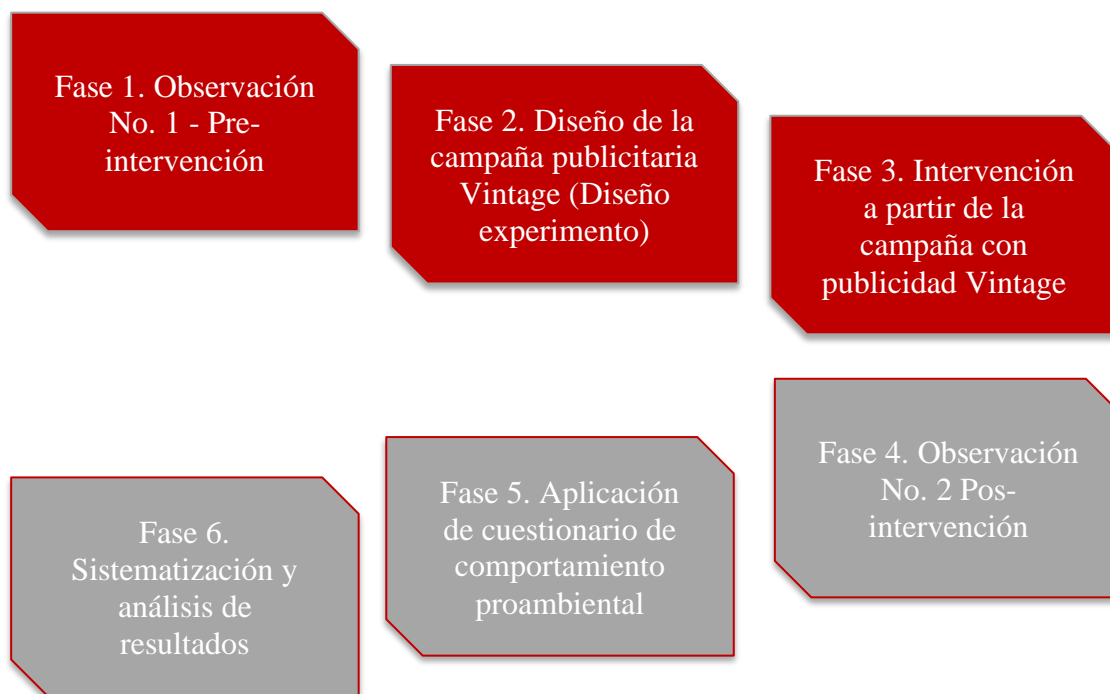 Fase 1. Observación
No. 1 - Pre-
intervención
Fase 2. Diseño de la
campaña publicitaria
Vintage (Diseño
experimento)
Fase 3. Intervención
a partir de la
campaña con
publicidad Vintage
Fase 4. Observación
No. 2 Pos-
intervención
Fase 5. Aplicación
de cuestionario de
comportamiento
proambiental
Fase 6.
Sistematización y
análisis de
resultados